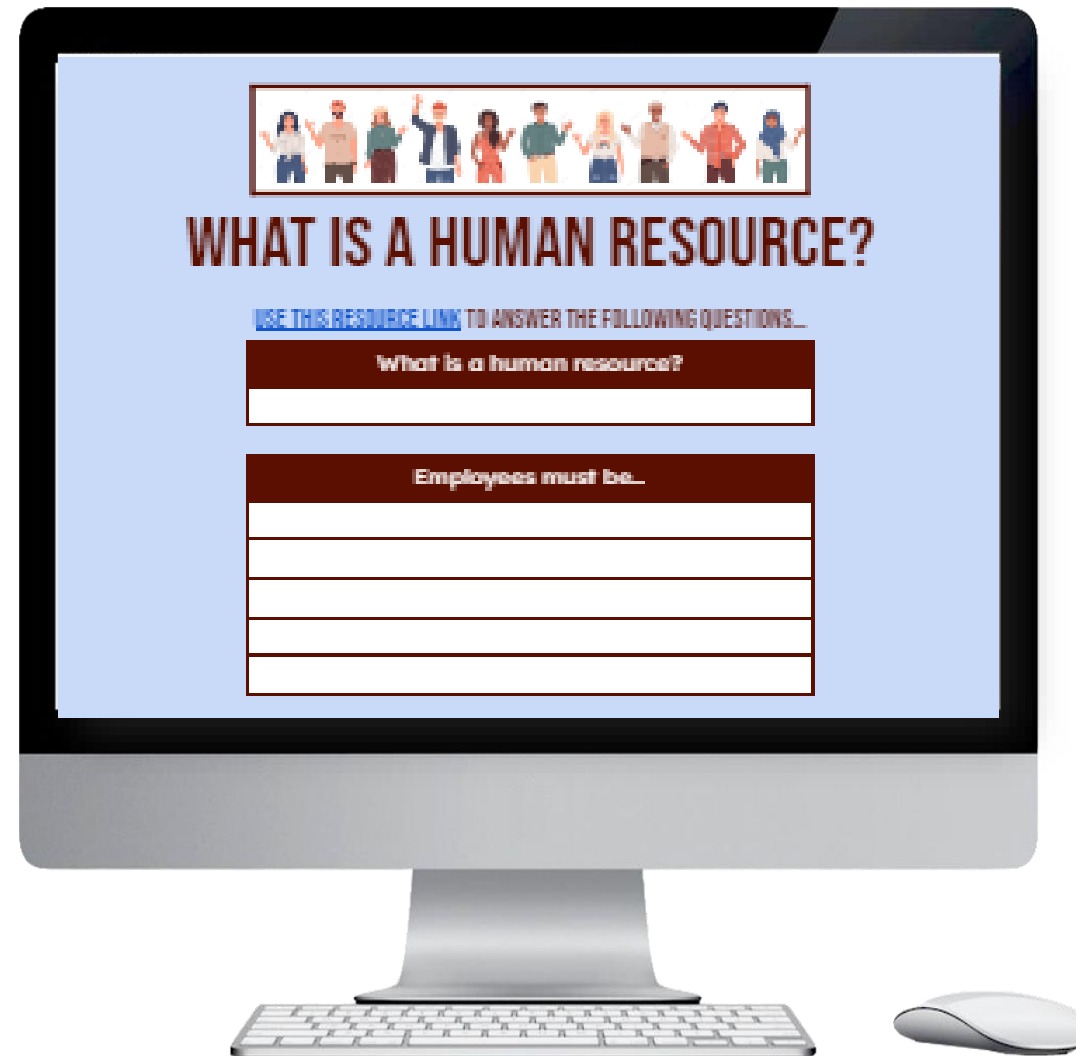 WHAT IS A HUMAN RESOURCE?
USE THIS RESOURCE LINK TO ANSWER THE FOLLOWING QUESTIONS...
What is a human resource?
Employees must be...